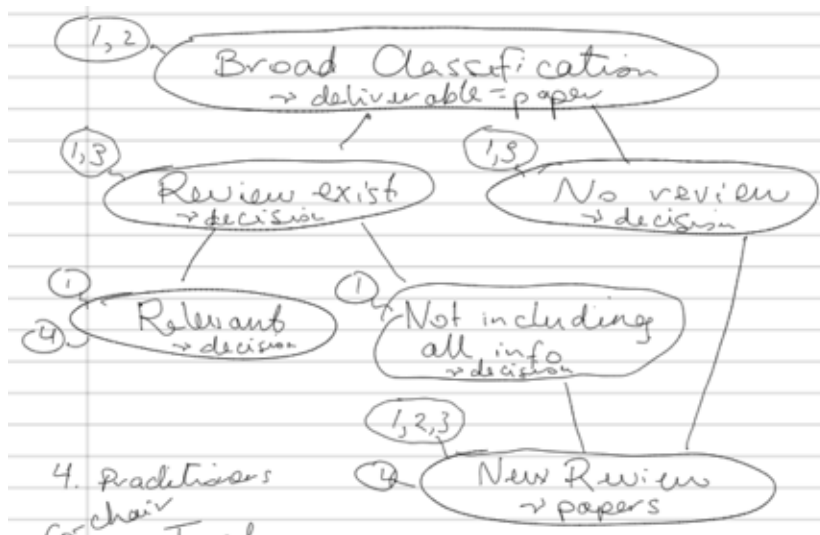 1,2
Broad Classification
→ deliverable = paper
1,3
1,3
Review exist
→ decision
No review
→ decision
1
1
Relevant
→ decision
4
Not including
all info
→ decision
1,2,3
4. Practitioners
4
New Review
→ papers
Co-chair